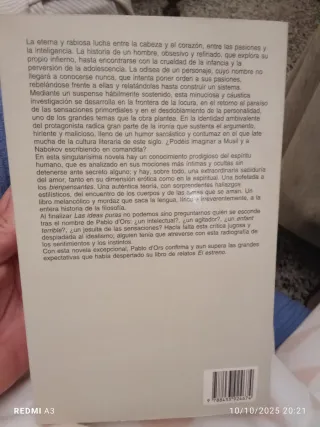 La eterna y rabiosa lucha entre la cabeza y el corazón, entre las pasiones y
la inteligencia. La historia de un hombre, obsesivo y refinado, que explora su
propio infierno, hasta encontrarse con la crueldad de la infancia y la
perversión de la adolescencia. La odisea de un personaje, cuyo nombre no
llegará a conocerse nunca, que intenta poner orden a sus pasiones,
rebelándose frente a ellas y relatándolas hasta construir un sistema.
Mediante un suspense hábilmente sostenido, esta minuciosa y caustica
investigación se desarrolla en la frontera de la locura, en el retorno al paraíso
de las sensaciones primordiales y en el desdoblamiento de la personalidad,
uno de los grandes temas que la obra plantea. En la identidad ambivalente
del protagonista radica gran parte de la ironía que sustenta el argumento,
hiriente y malicioso, lleno de un humor sarcástico y contumaz en el que late
mucha de la cultura literaria de este siglo. ¿Podéis imaginar a Musil y a
Nabokov escribiendo en comandita?
En esta singularísima novela hay un conocimiento prodigioso del espíritu
humano, que es analizado en sus mociones más íntimas y ocultas sin
detenerse ante secreto alguno; y hay, sobre todo, una extraordinaria sabiduría
del amor, tanto en su dimensión erótica como en la espiritual. Una bofetada a
los bienpensantes. Una auténtica teoría, con sorprendentes hallazgos
estilísticos, del encuentro de los cuerpos y de las almas que se aman. Un
libro melancólico y mordaz que saca la lengua, lírica e irreverentemente, a la
entera historia de la filosofía.
Al finalizar Las ideas puras no podemos sino preguntarnos quién se esconde
tras el nombre de Pablo d'Ors: ¿un intelectual?, ¿un agitador?, ¿un enfant
terrible?, ¿un jesuita de las sensaciones? Hacía falta esta crítica jugosa y
despiadada al idealismo; alguien tenía que atreverse con esta radiografía de
los sentimientos y los instintos.
Con esta novela excepcional, Pablo d'Ors confirma y aun supera las grandes
expectativas que había despertado su libro de relatos El estreno.
REDMI A3
10/10/2025 20:21